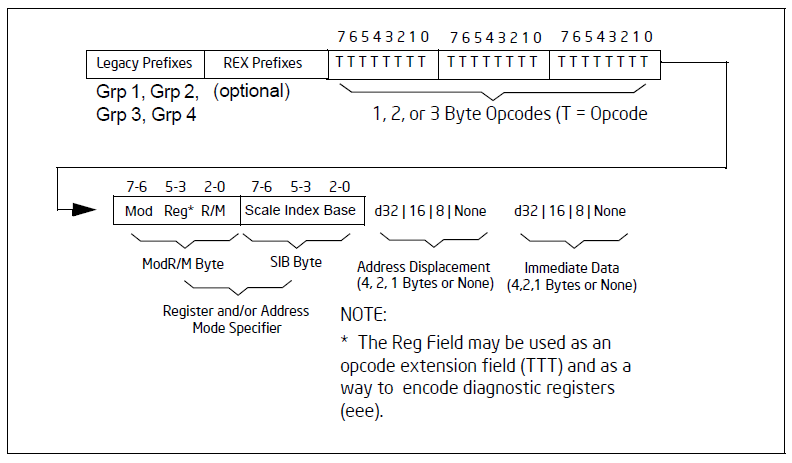 7 6 5 4 3 2 1 0 7 6 5 4 3 2 1 0 7 6 5 4 3 2 1 0
Legacy Prefixes REX Prefixes T T T T T T T T T T T T T T T T T T T T T T T T
Grp 1, Grp 2, (optional)
Grp 3, Grp 4
1, 2, or 3 Byte Opcodes (T = Opcode
7-6 5-3 2-0 7-6 5-3 2-0
Mod Reg* R/M Scale Index Base d32 | 16 | 8 | None d32 | 16 | 8 | None
ModR/M Byte SIB Byte Address Displacement Immediate Data
(4, 2, 1 Bytes or None) (4,2,1 Bytes or None)
Register and/or Address
Mode Specifier
NOTE:
* The Reg Field may be used as an
opcode extension field (TTT) and as a
way to encode diagnostic registers
(eee).